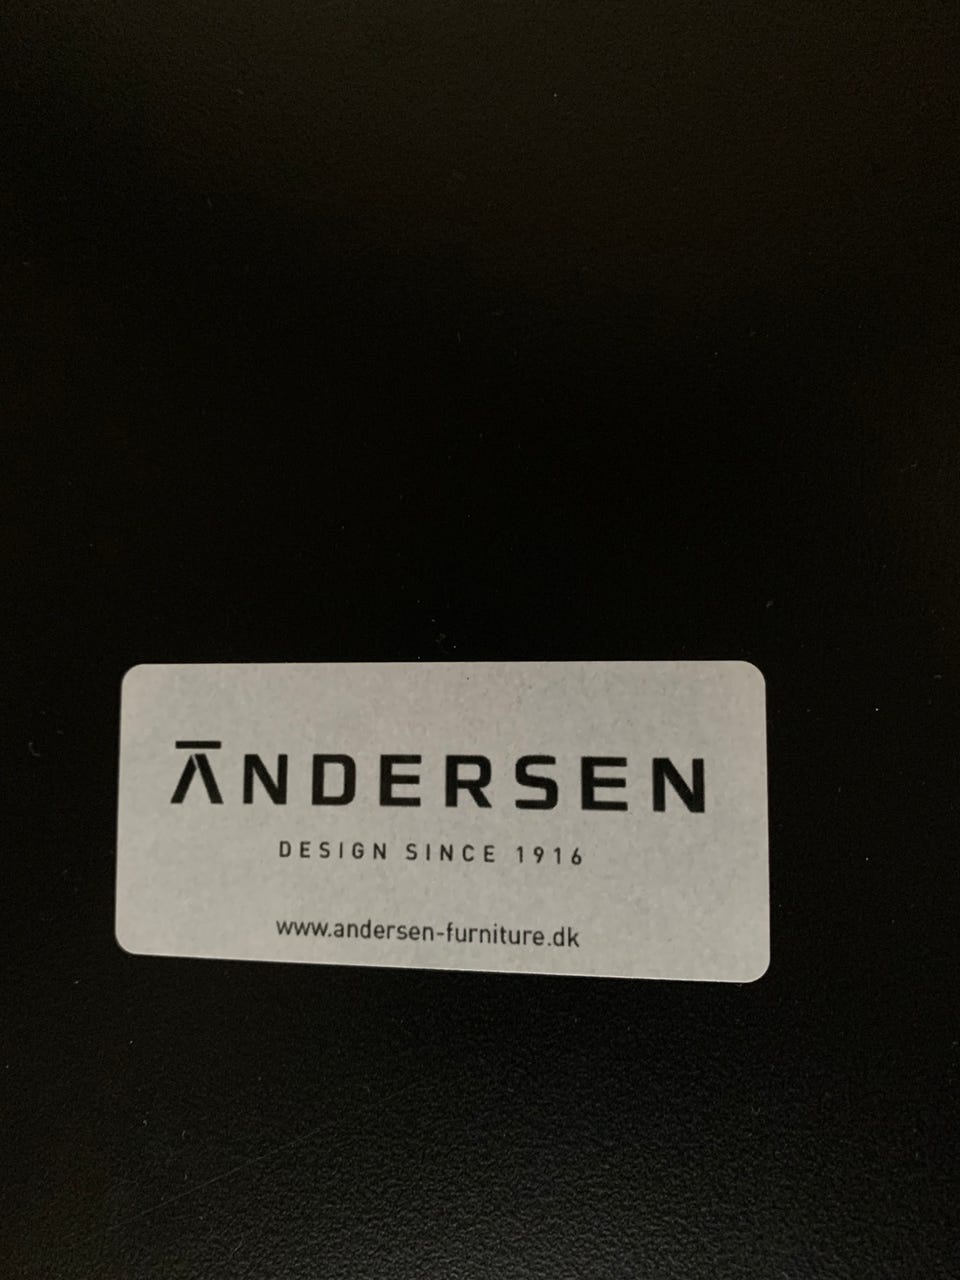 ĀNDERSEN
DESIGN SINCE 1916
www.andersen-furniture.dk